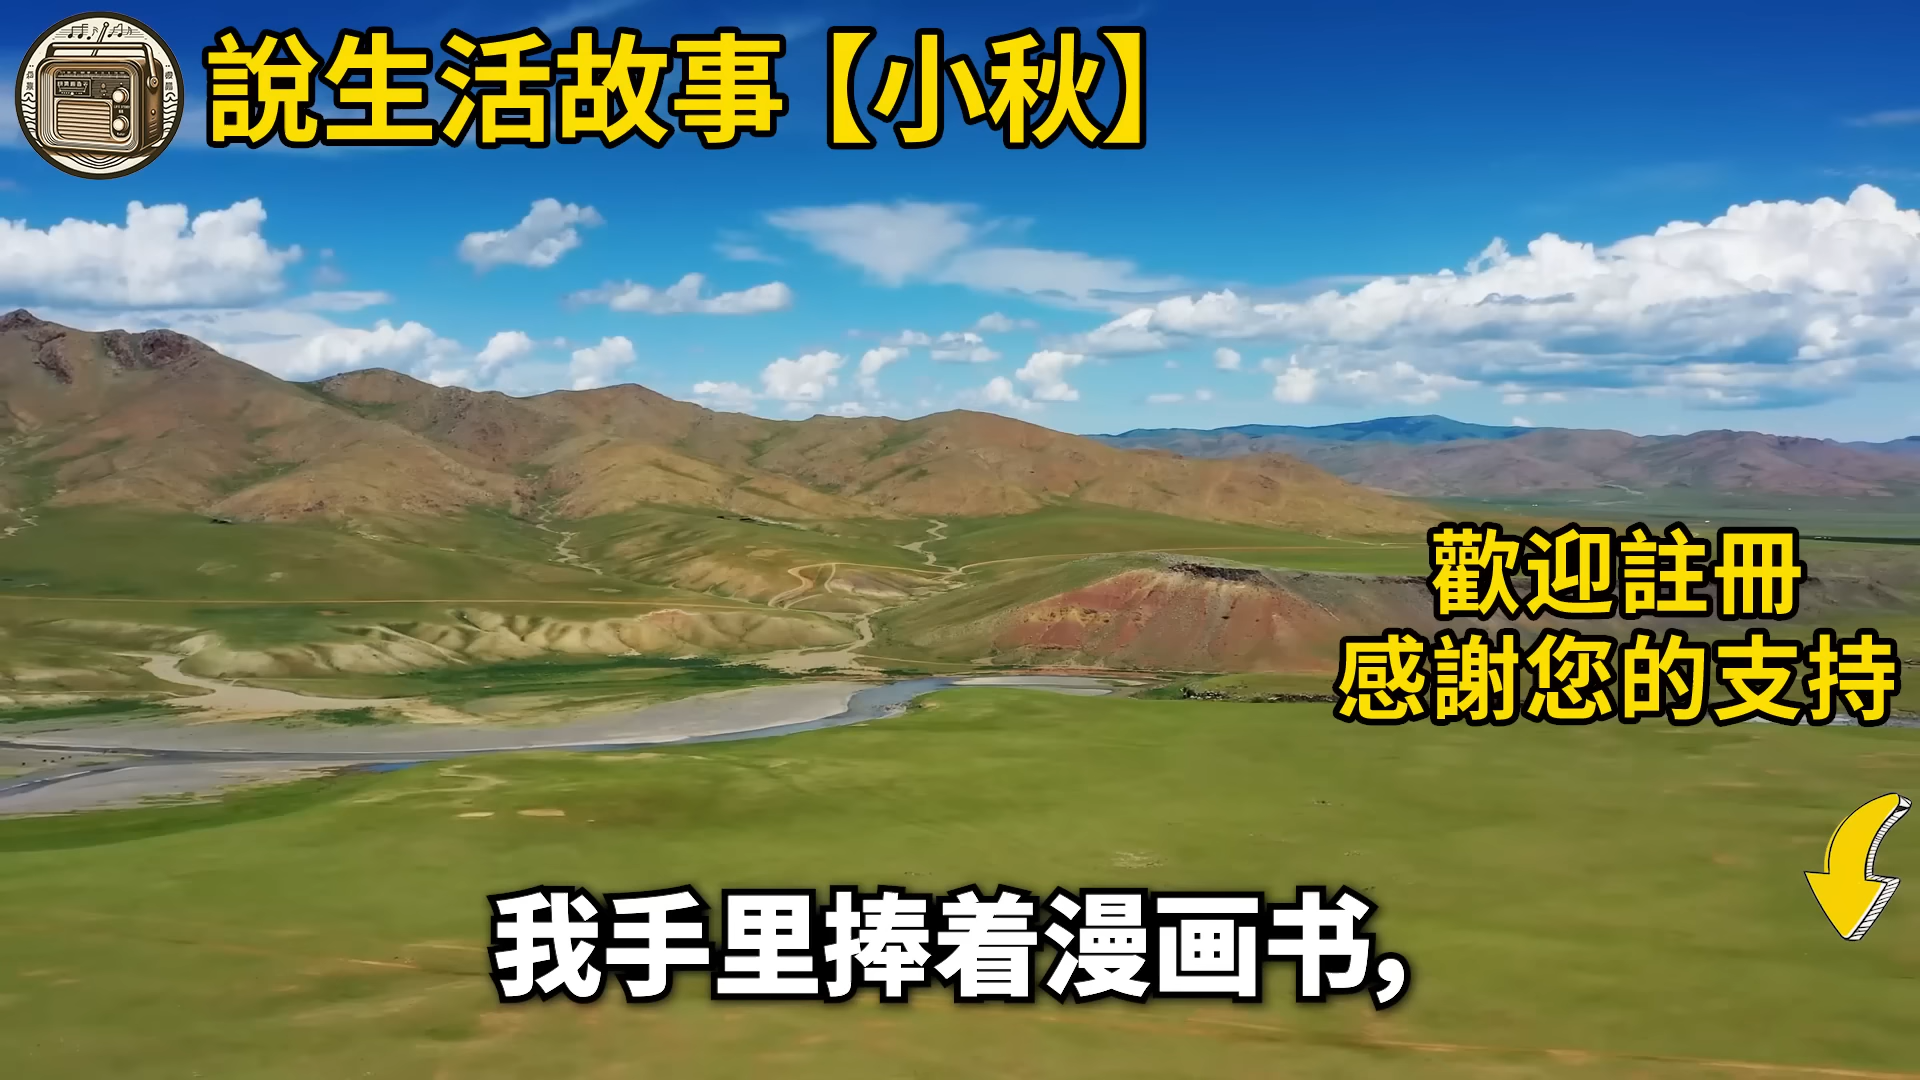 說生活故事【小秋】
歡迎註冊
感謝您的支持
我手里捧着漫画书,